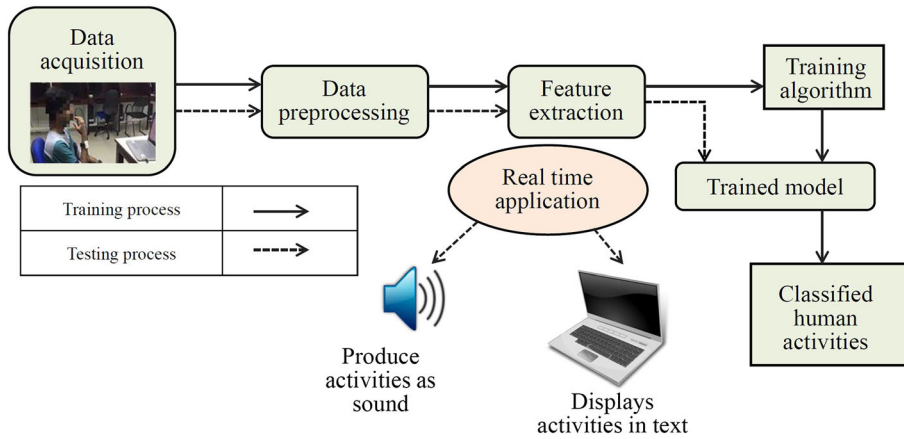 Data
acquisition
Data
preprocessing
Feature
extraction
Training
algorithm
Training process
Testing process
Real time
application
Trained model
Produce
activities as
sound
Displays
activities in text
Classified
human
activities